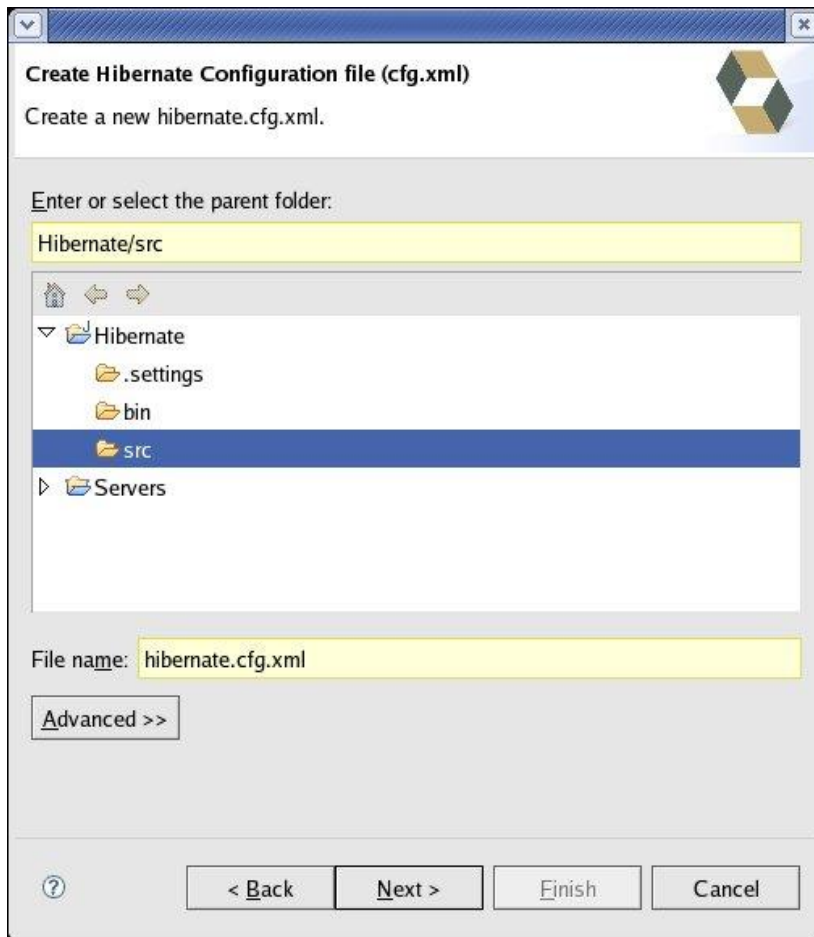 Create Hibernate Configuration file (cfg.xml)
Create a new hibernate.cfg.xml.
Enter or select the parent folder:
Hibernate/src
Hibernate
.settings
bin
src
Servers
File name: hibernate.cfg.xml
Advanced >>
< Back Next > Finish Cancel